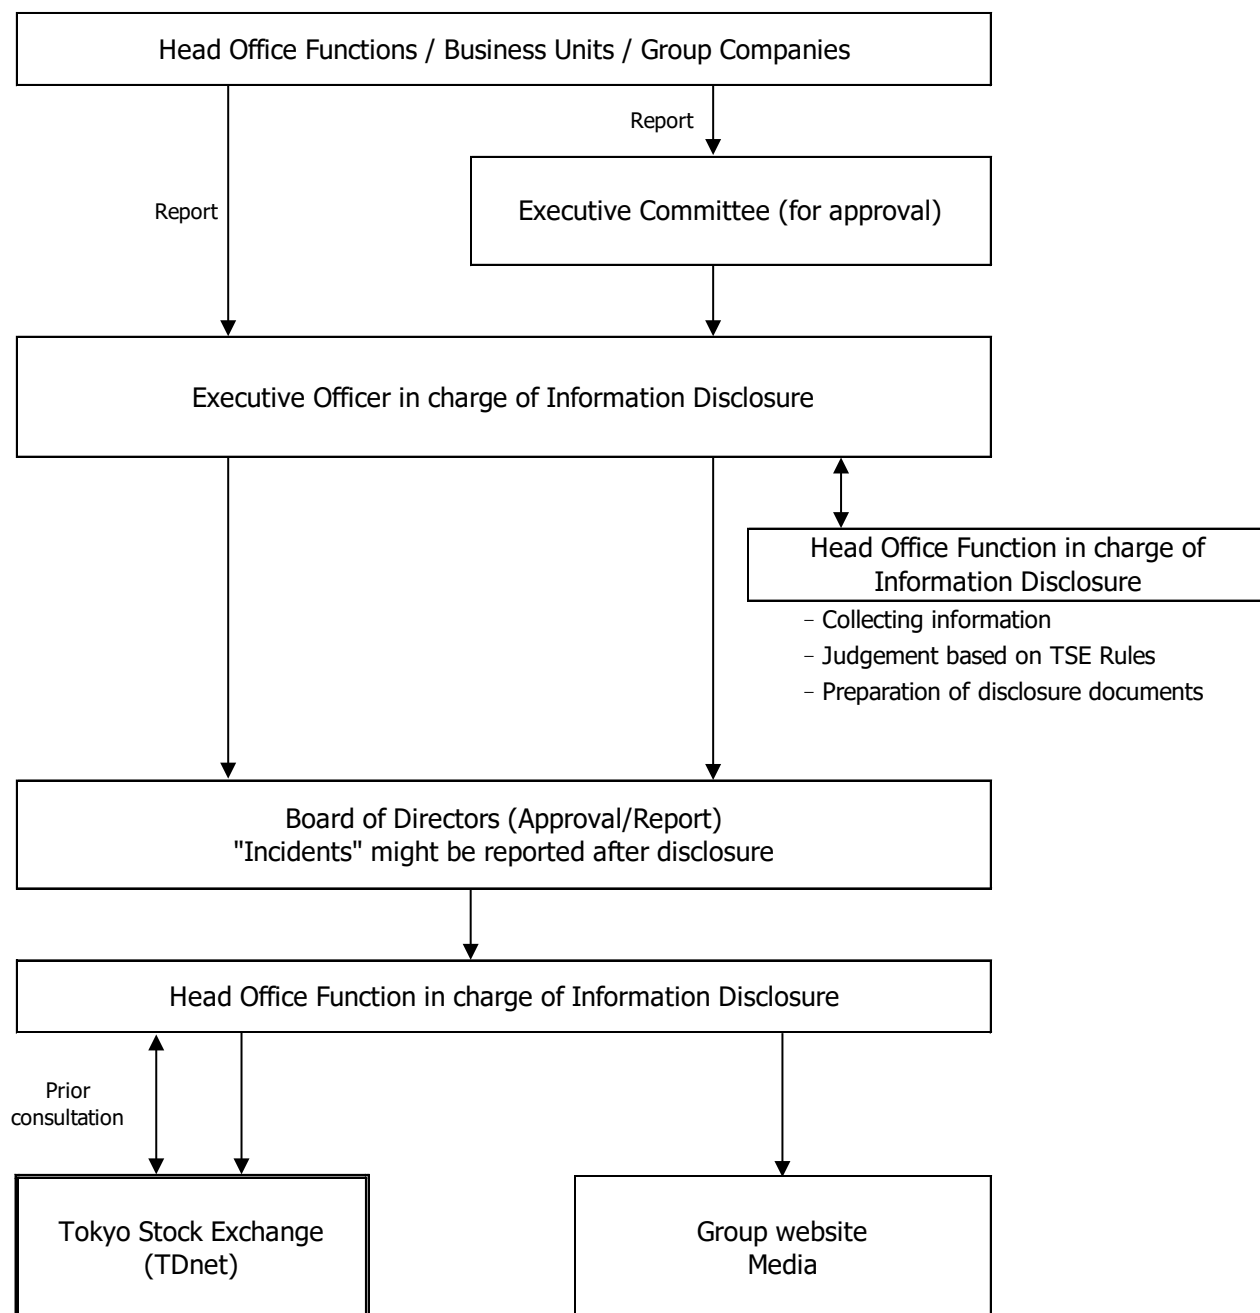 Head Office Functions / Business Units / Group Companies
Report
Report
Executive Committee (for approval)
Executive Officer in charge of Information Disclosure
Head Office Function in charge of
Information Disclosure
- Collecting information
- Judgement based on TSE Rules
- Preparation of disclosure documents
Board of Directors (Approval/Report)
"Incidents" might be reported after disclosure
Head Office Function in charge of Information Disclosure
Prior
consultation
Tokyo Stock Exchange
(TDnet)
Group website
Media